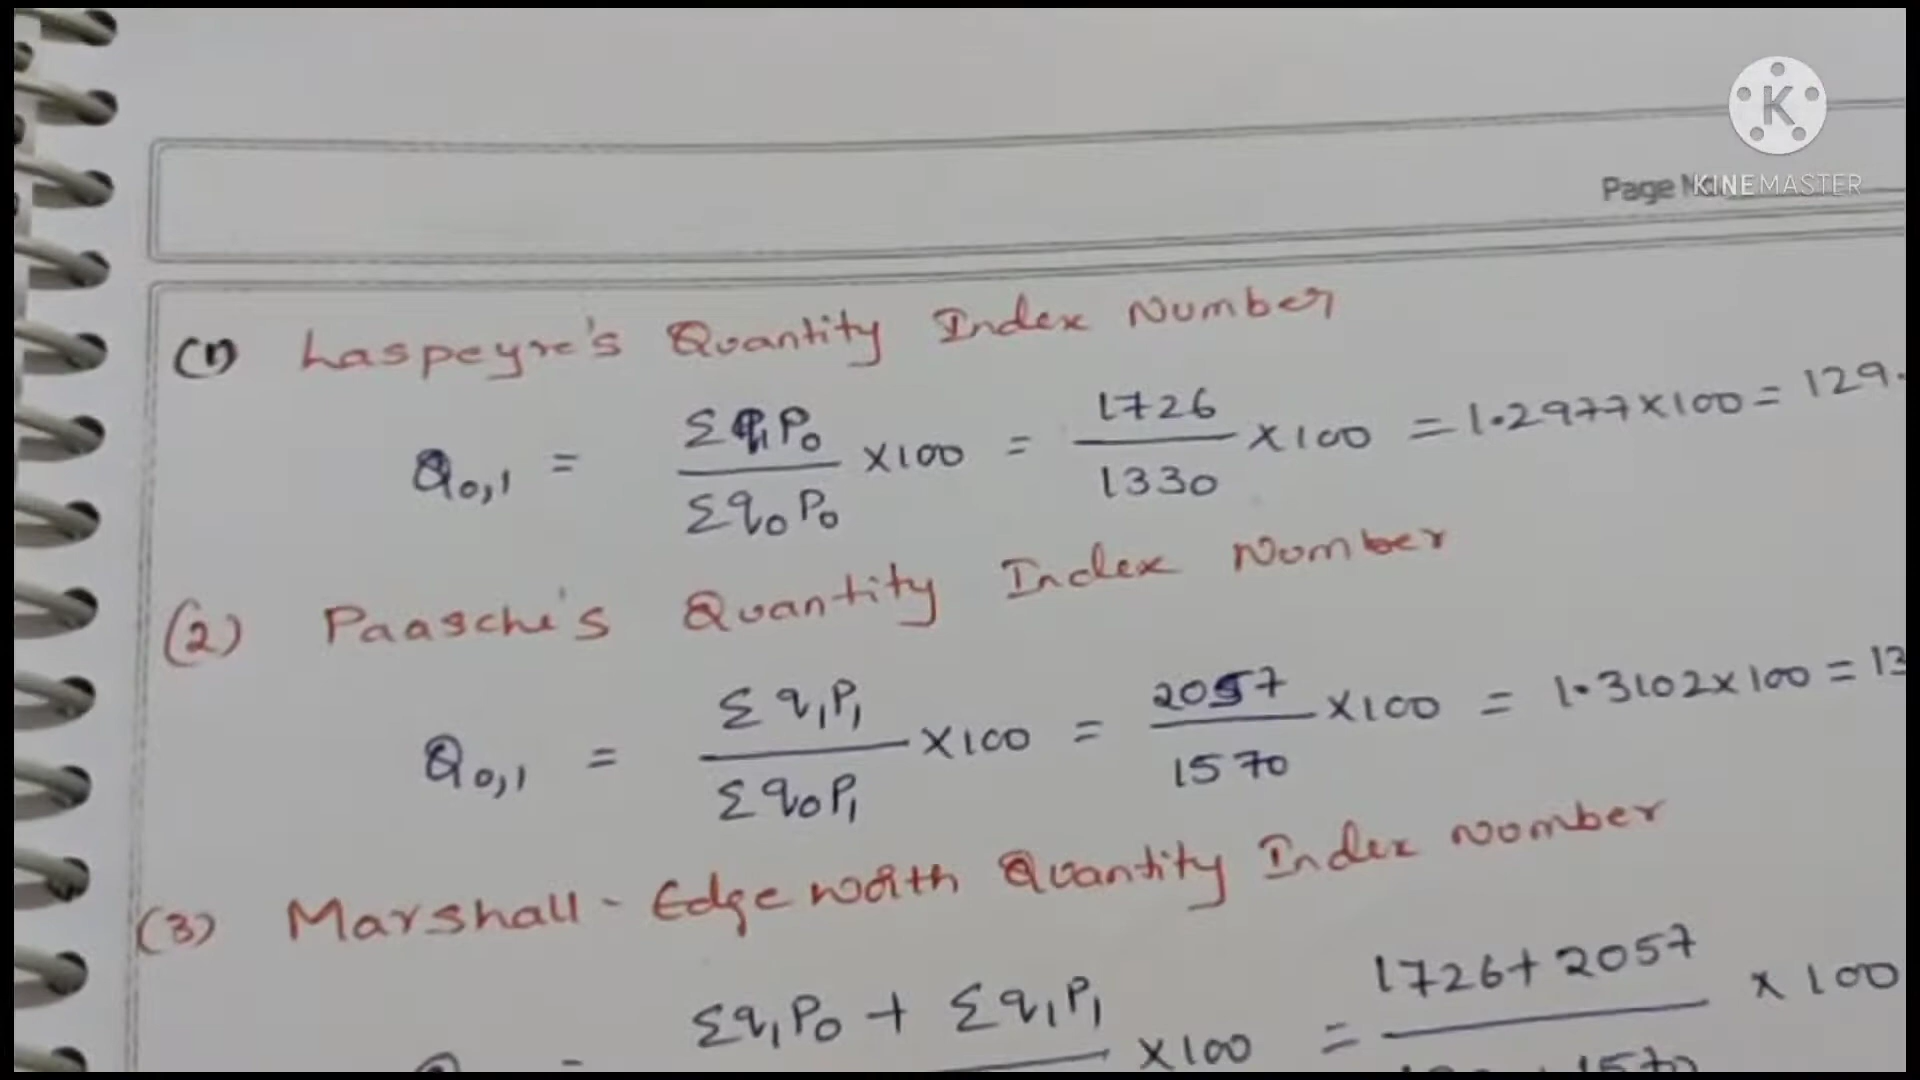 K
Page No KINEMASTER
(1) Laspeyre's Quantity Index Number
Q0,1 = Σq1P0 / Σq0P0 ×100 = 1726 / 1330 ×100 = 1.2977×100 = 129.
(2) Paasche's Quantity Index Number
Q0,1 = Σq1P1 / Σq0P1 ×100 = 2057 / 1570 ×100 = 1.3102×100 = 13
(3) Marshall-Edgeworth Quantity Index Number
Σq1P0 + Σq1P1 ×100 = 1726+2057 ×100